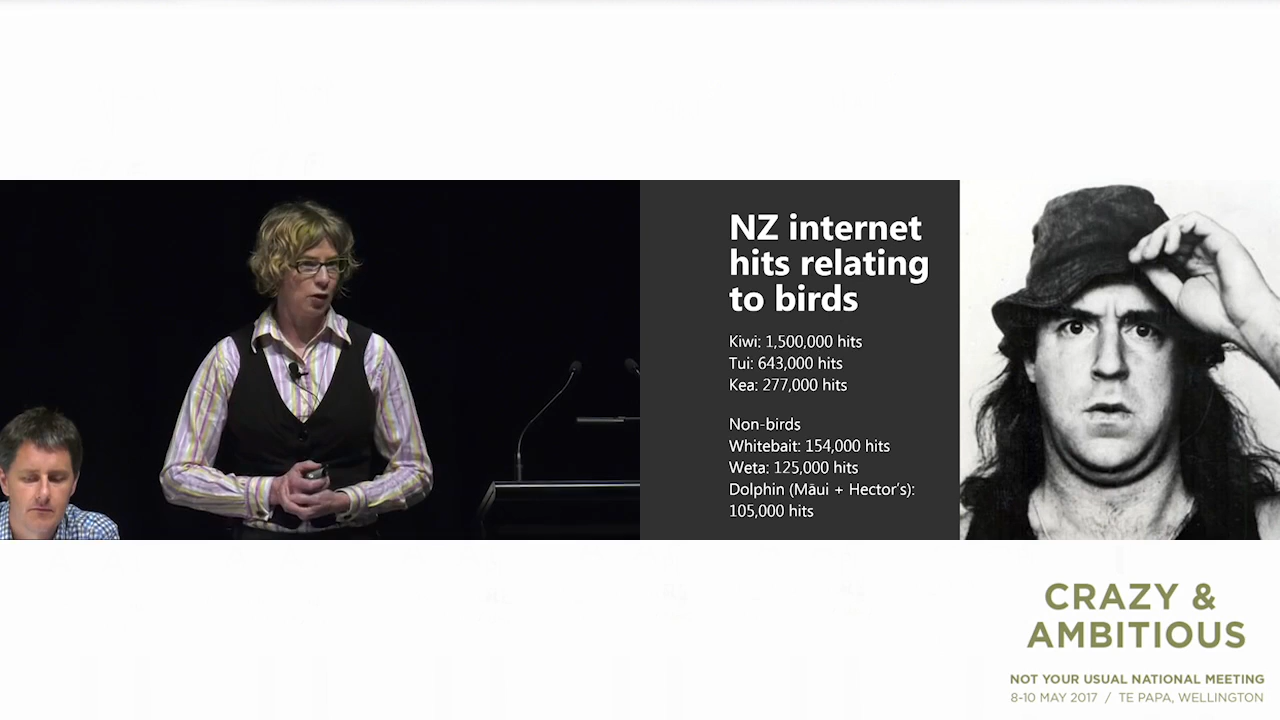 NZ internet
hits relating
to birds
Kiwi: 1,500,000 hits
Tui: 643,000 hits
Kea: 277,000 hits
Non-birds
Whitebait: 154,000 hits
Weta: 125,000 hits
Dolphin (Māui + Hector's):
105,000 hits
CRAZY &
AMBITIOUS
NOT YOUR USUAL NATIONAL MEETING
8-10 MAY 2017 / TE PAPA, WELLINGTON